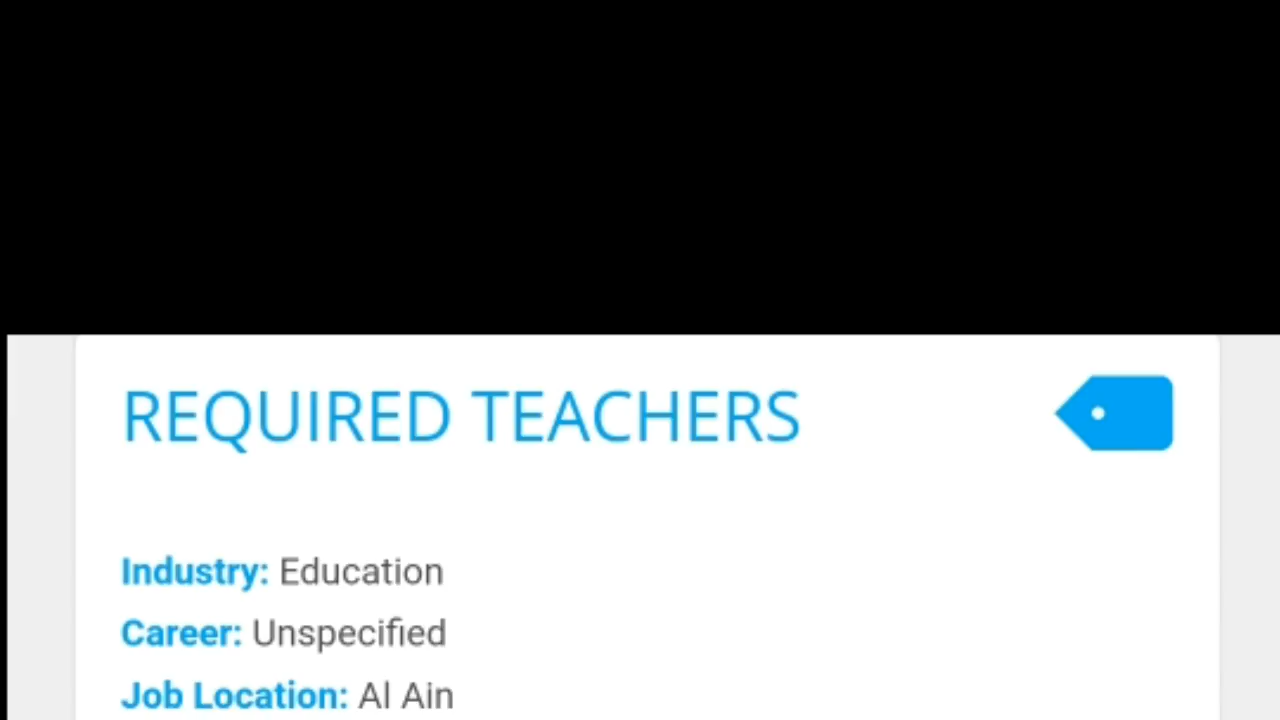 REQUIRED TEACHERS
Industry: Education
Career: Unspecified
Job Location: Al Ain